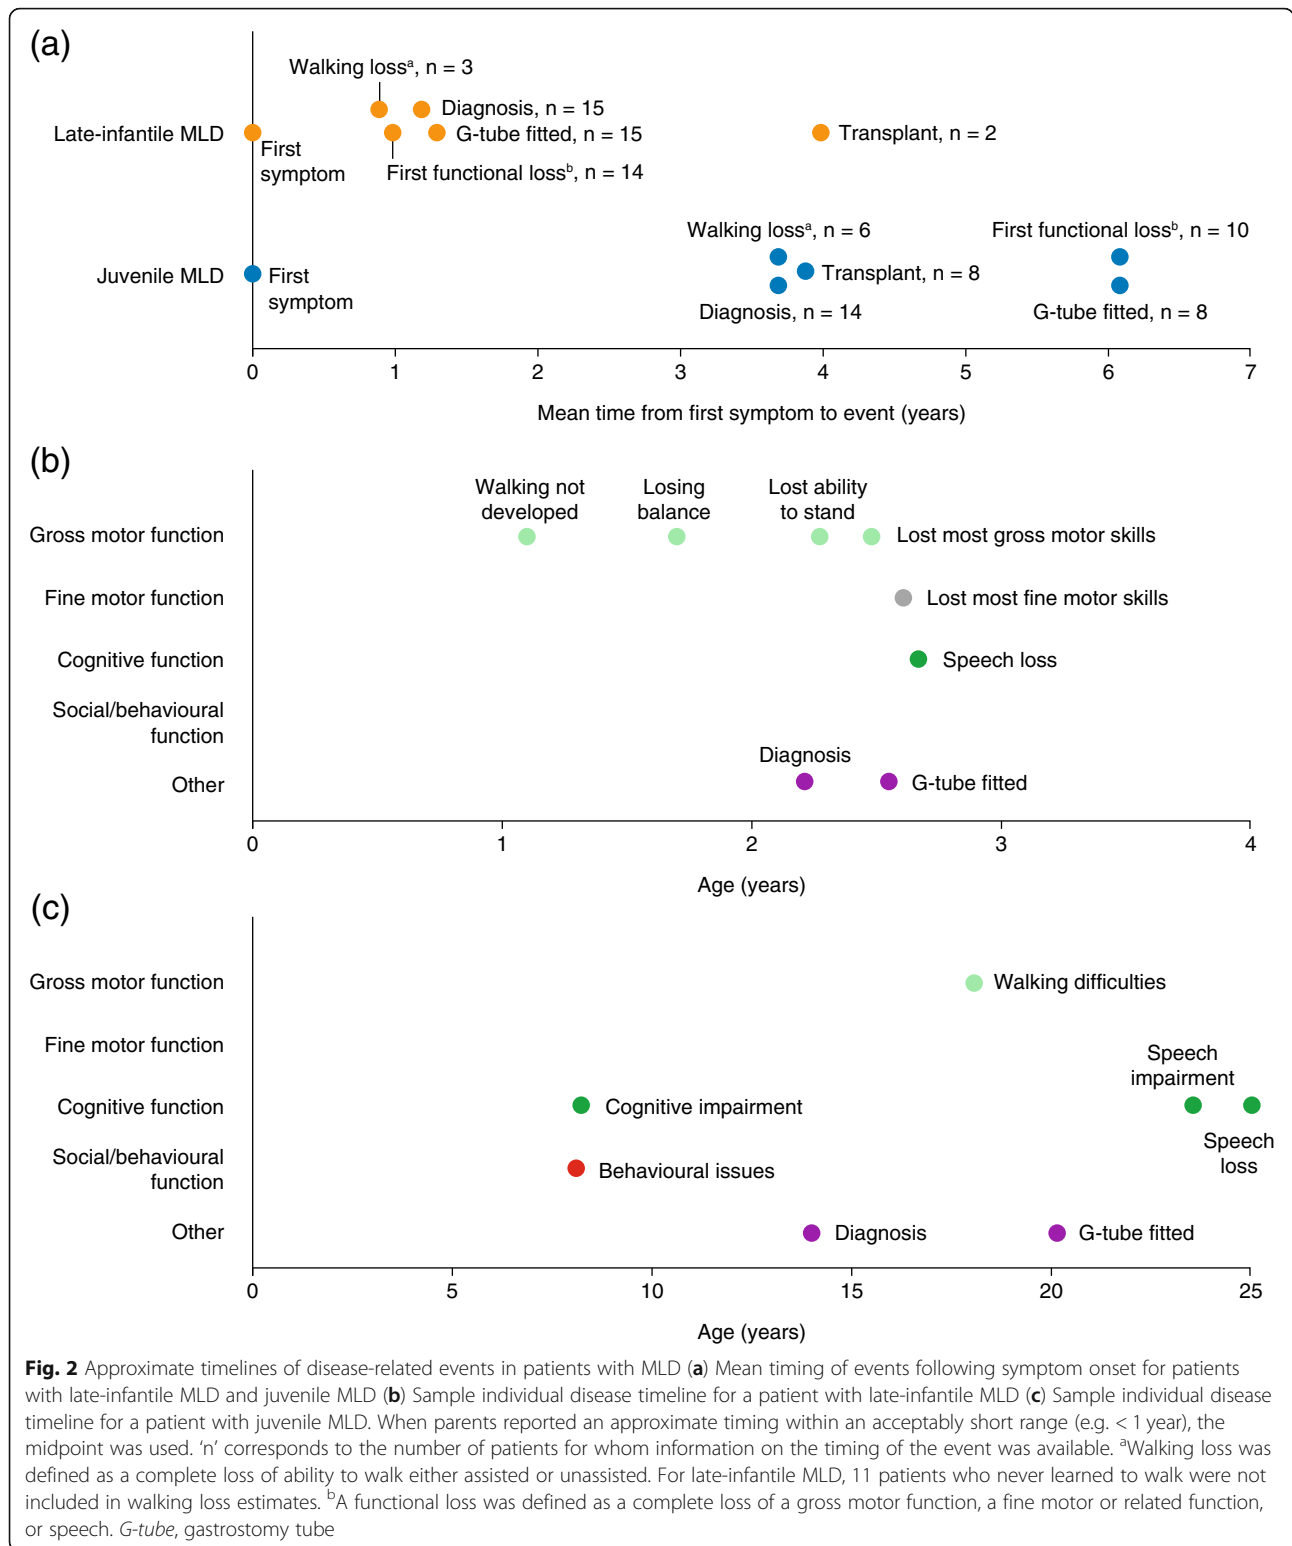 (a)
Walking lossᵃ, n = 3
Diagnosis, n = 15
Late-infantile MLD
G-tube fitted, n = 15
Transplant, n = 2
First
symptom
First functional lossᵇ, n = 14
Walking lossᵃ, n = 6
First functional lossᵇ, n = 10
Juvenile MLD
First
symptom
Transplant, n = 8
Diagnosis, n = 14
G-tube fitted, n = 8
0 1 2 3 4 5 6 7
Mean time from first symptom to event (years)
(b)
Walking not
developed
Losing
balance
Lost ability
to stand
Gross motor function
Lost most gross motor skills
Fine motor function
Lost most fine motor skills
Cognitive function
Speech loss
Social/behavioural
function
Diagnosis
Other
G-tube fitted
0 1 2 3 4
Age (years)
(c)
Gross motor function
Walking difficulties
Fine motor function
Speech
impairment
Cognitive function
Cognitive impairment
Speech
loss
Social/behavioural
function
Behavioural issues
Other
Diagnosis
G-tube fitted
0 5 10 15 20 25
Age (years)
Fig. 2 Approximate timelines of disease-related events in patients with MLD (a) Mean timing of events following symptom onset for patients
with late-infantile MLD and juvenile MLD (b) Sample individual disease timeline for a patient with late-infantile MLD (c) Sample individual disease
timeline for a patient with juvenile MLD. When parents reported an approximate timing within an acceptably short range (e.g. < 1 year), the
midpoint was used. ‘n’ corresponds to the number of patients for whom information on the timing of the event was available. ᵃWalking loss was
defined as a complete loss of ability to walk either assisted or unassisted. For late-infantile MLD, 11 patients who never learned to walk were not
included in walking loss estimates. ᵇA functional loss was defined as a complete loss of a gross motor function, a fine motor or related function,
or speech. G-tube, gastrostomy tube